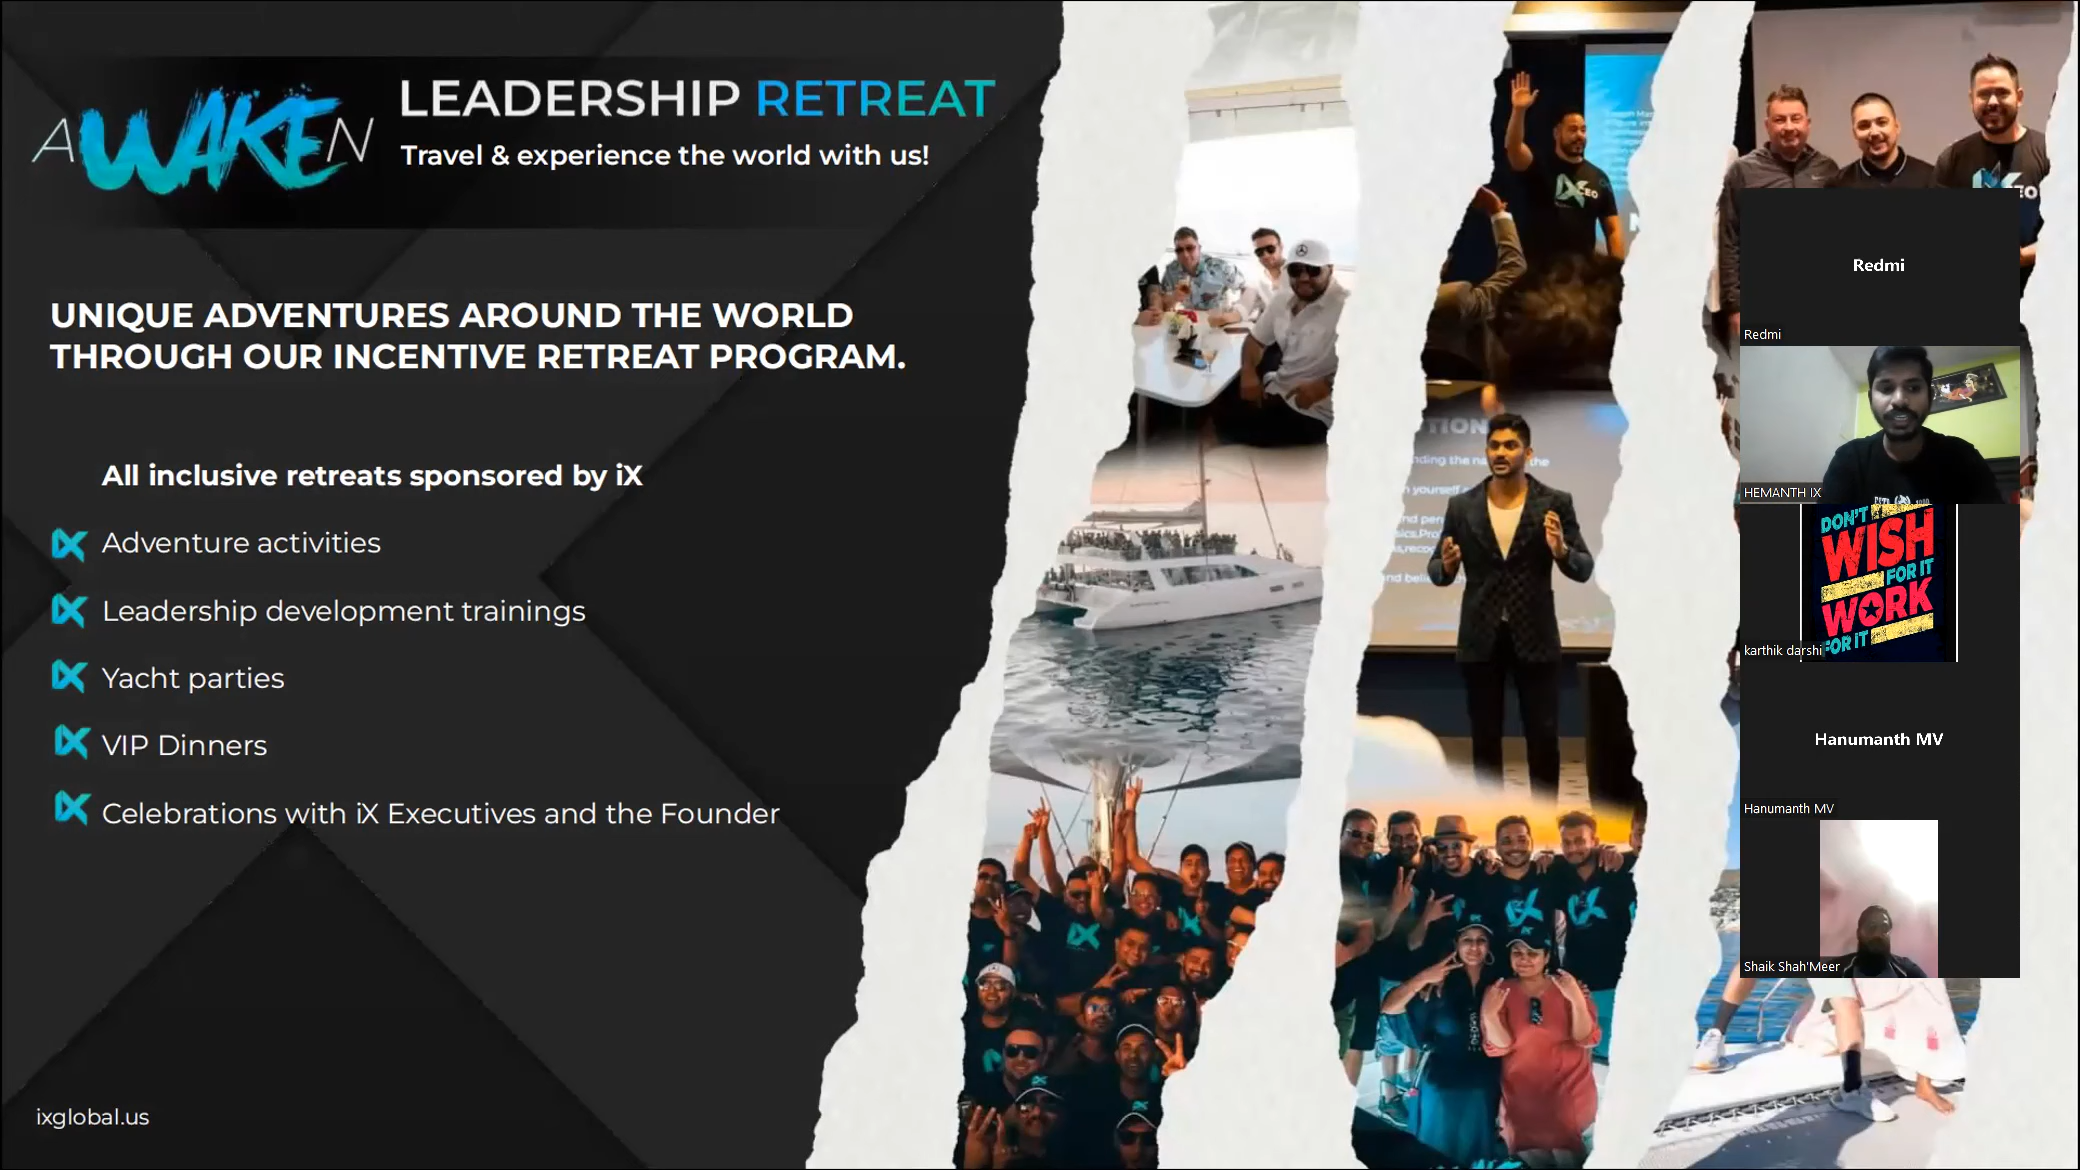 AWAKEN
LEADERSHIP RETREAT
Travel & experience the world with us!
UNIQUE ADVENTURES AROUND THE WORLD
THROUGH OUR INCENTIVE RETREAT PROGRAM.
All inclusive retreats sponsored by iX
Adventure activities
Leadership development trainings
Yacht parties
VIP Dinners
Celebrations with iX Executives and the Founder
ixglobal.us
Redmi
Redmi
HEMANTH IX
DON'T
WISH
FOR IT
WORK
FOR IT
karthik darshi
Hanumanth MV
Hanumanth MV
Shaik Shah'Meer